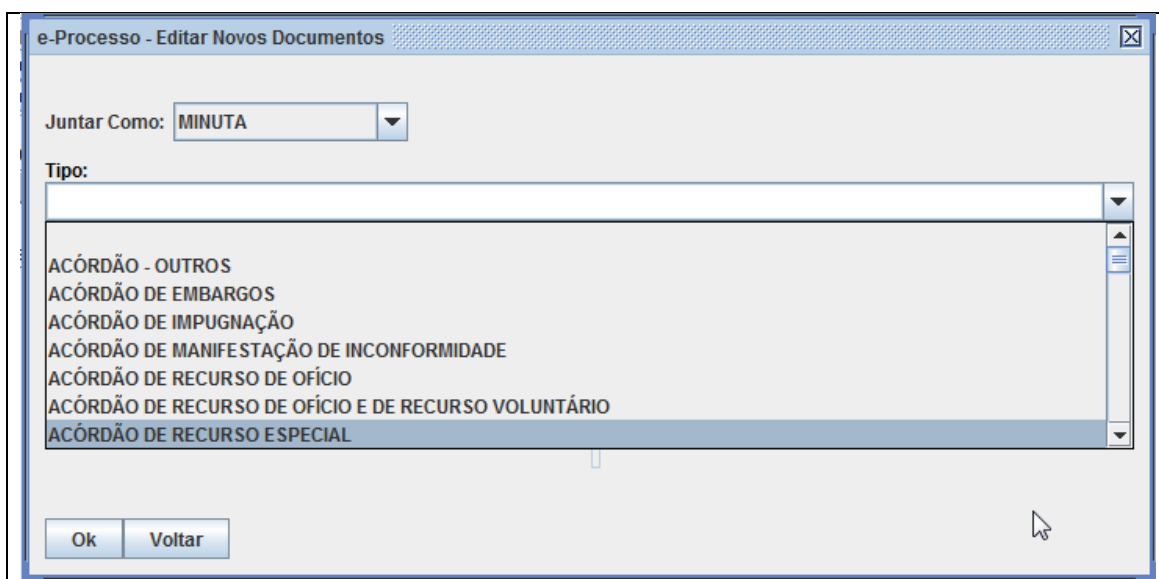 e-Processo - Editar Novos Documentos
Juntar Como: MINUTA
Tipo:
ACÓRDÃO - OUTROS
ACÓRDÃO DE EMBARGOS
ACÓRDÃO DE IMPUGNAÇÃO
ACÓRDÃO DE MANIFESTAÇÃO DE INCONFORMIDADE
ACÓRDÃO DE RECURSO DE OFÍCIO
ACÓRDÃO DE RECURSO DE OFÍCIO E DE RECURSO VOLUNTÁRIO
ACÓRDÃO DE RECURSO ESPECIAL
Ok Voltar